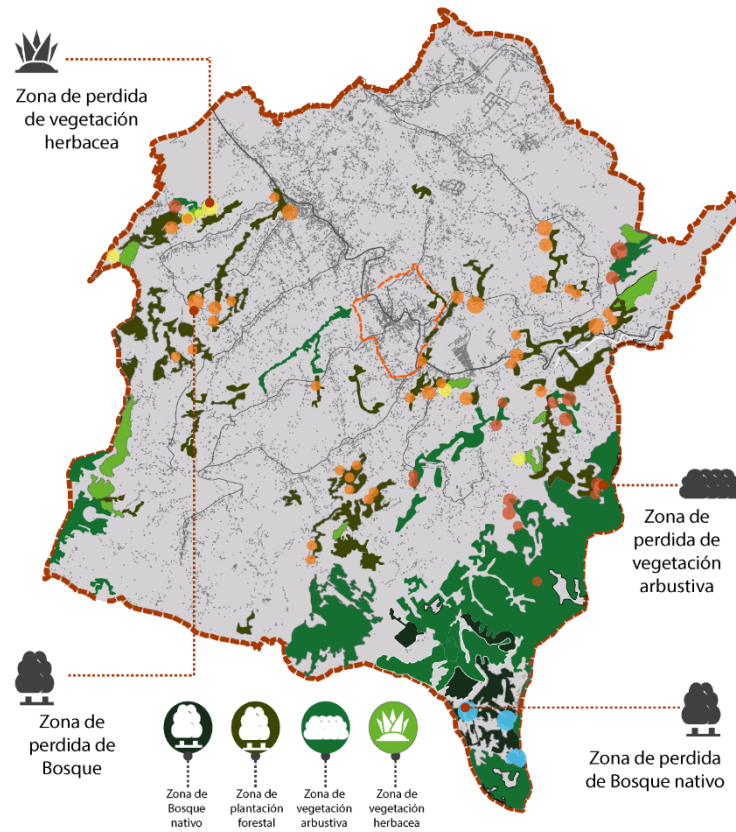 Zona de perdida
de vegetación
herbacea
Zona de
perdida de
vegetación
arbustiva
Zona de
perdida de
Bosque
Zona de perdida
de Bosque nativo
Zona de
Bosque
nativo
Zona de
plantación
forestal
Zona de
vegetación
arbustiva
Zona de
vegetación
herbacea